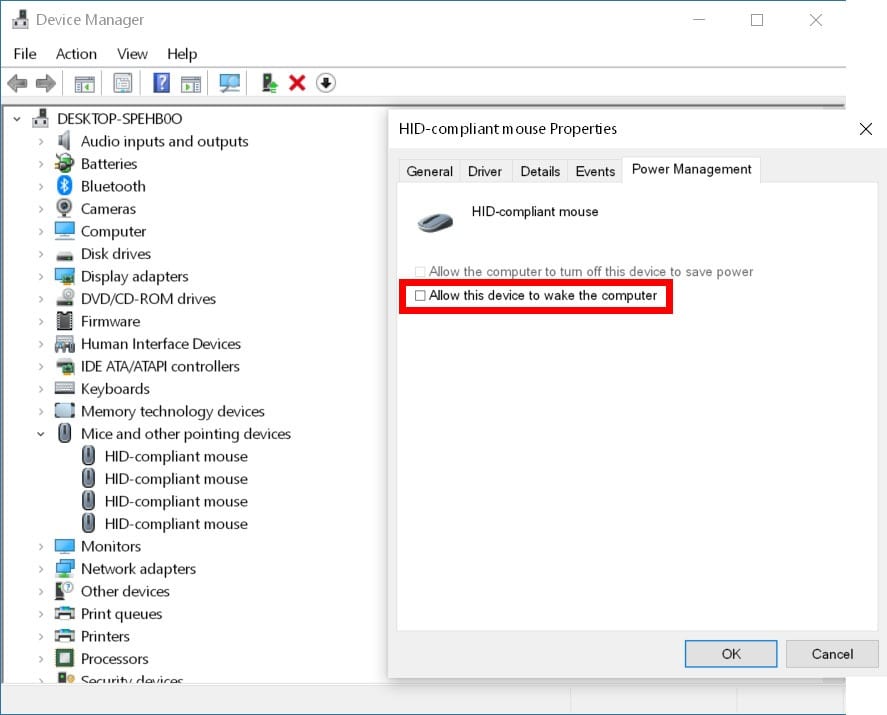 Device Manager
File Action View Help
DESKTOP-SPEHB0O
Audio inputs and outputs
Batteries
Bluetooth
Cameras
Computer
Disk drives
Display adapters
DVD/CD-ROM drives
Firmware
Human Interface Devices
IDE ATA/ATAPI controllers
Keyboards
Memory technology devices
Mice and other pointing devices
HID-compliant mouse
HID-compliant mouse
HID-compliant mouse
HID-compliant mouse
Monitors
Network adapters
Other devices
Print queues
Printers
Processors
Security devices
HID-compliant mouse Properties
General Driver Details Events Power Management
HID-compliant mouse
Allow the computer to turn off this device to save power
Allow this device to wake the computer
OK Cancel